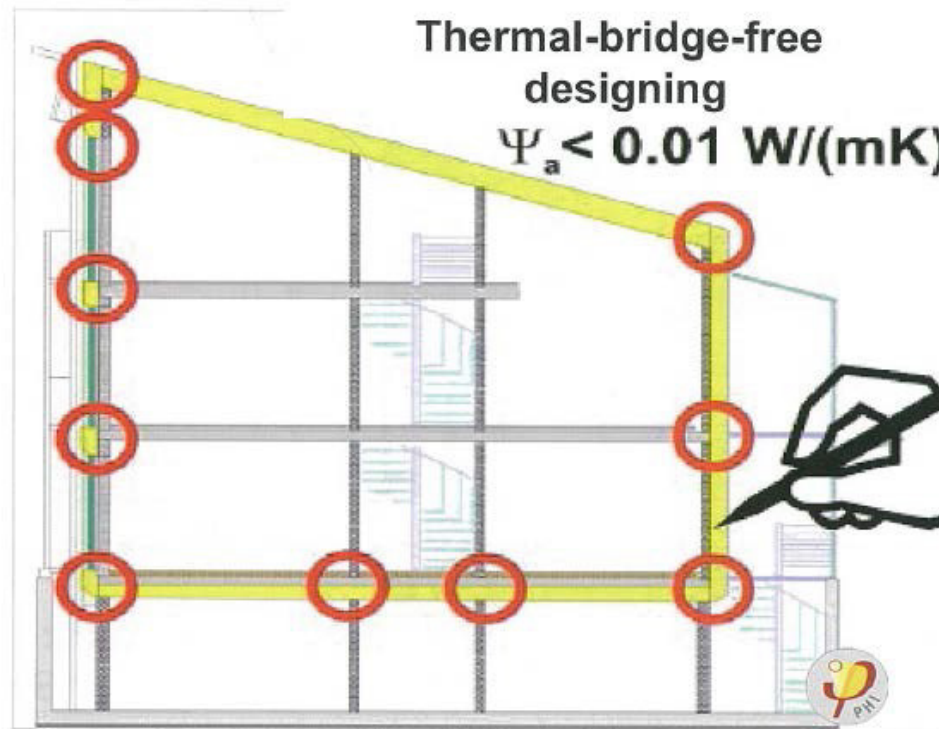 Thermal-bridge-free
designing
Ψa< 0.01 W/(mK)
PHI